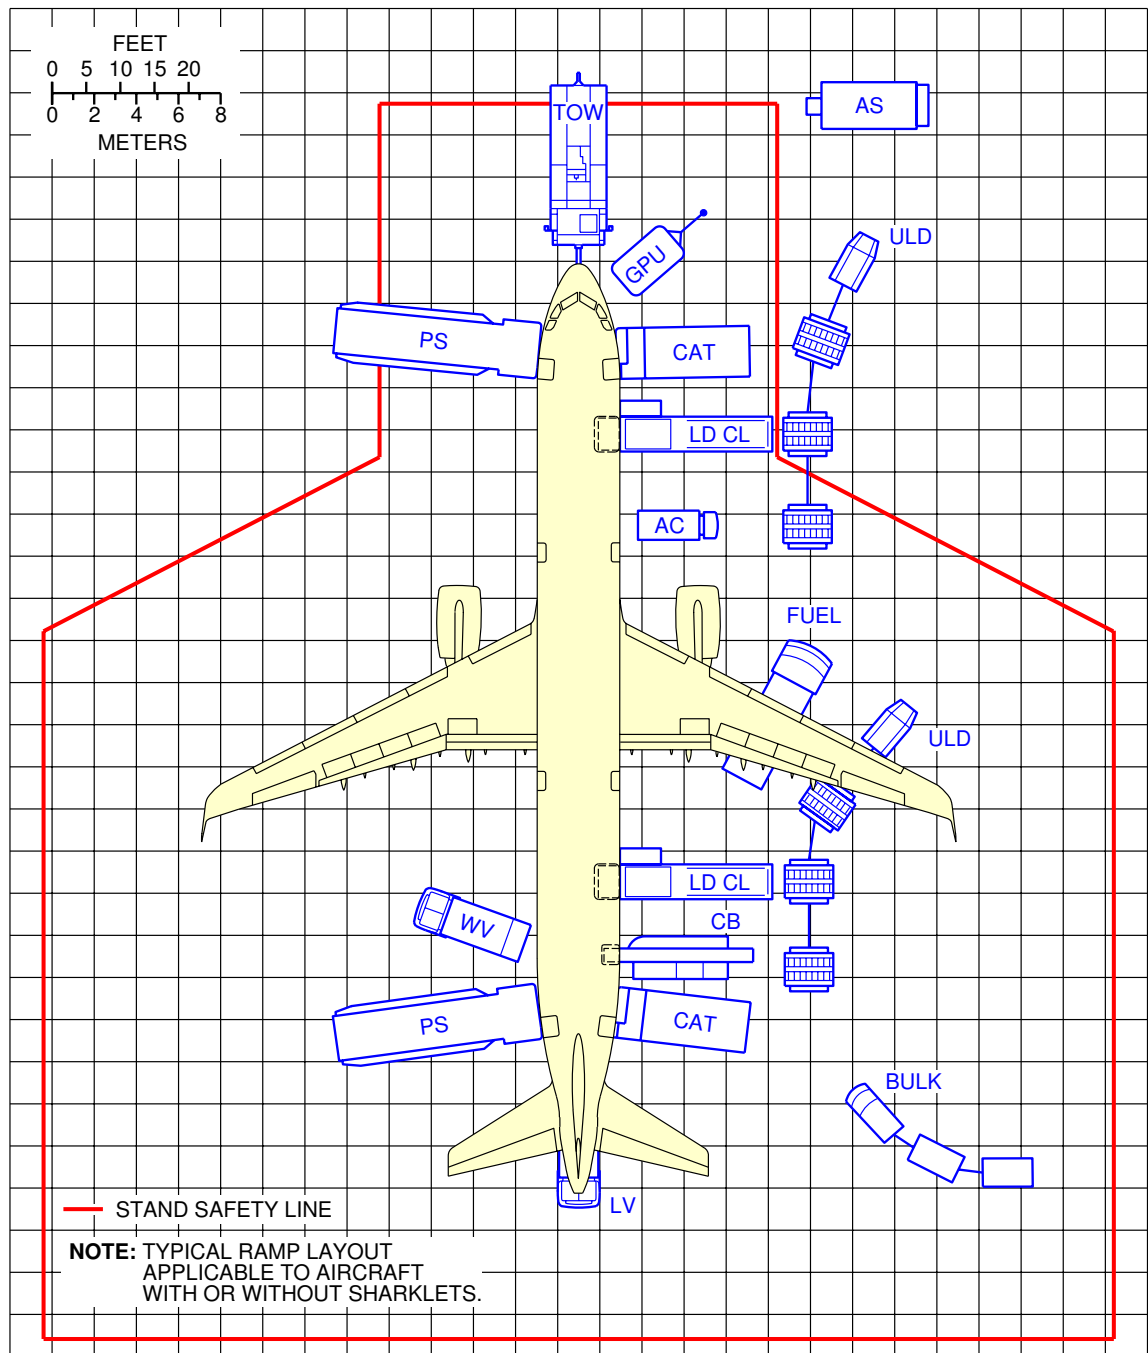 FEET
0 5 10 15 20
0 2 4 6 8
METERS
TOW
AS
ULD
GPU
PS
CAT
LD CL
AC
FUEL
ULD
LD CL
CB
WV
PS
CAT
BULK
LV
STAND SAFETY LINE
NOTE: TYPICAL RAMP LAYOUT
APPLICABLE TO AIRCRAFT
WITH OR WITHOUT SHARKLETS.